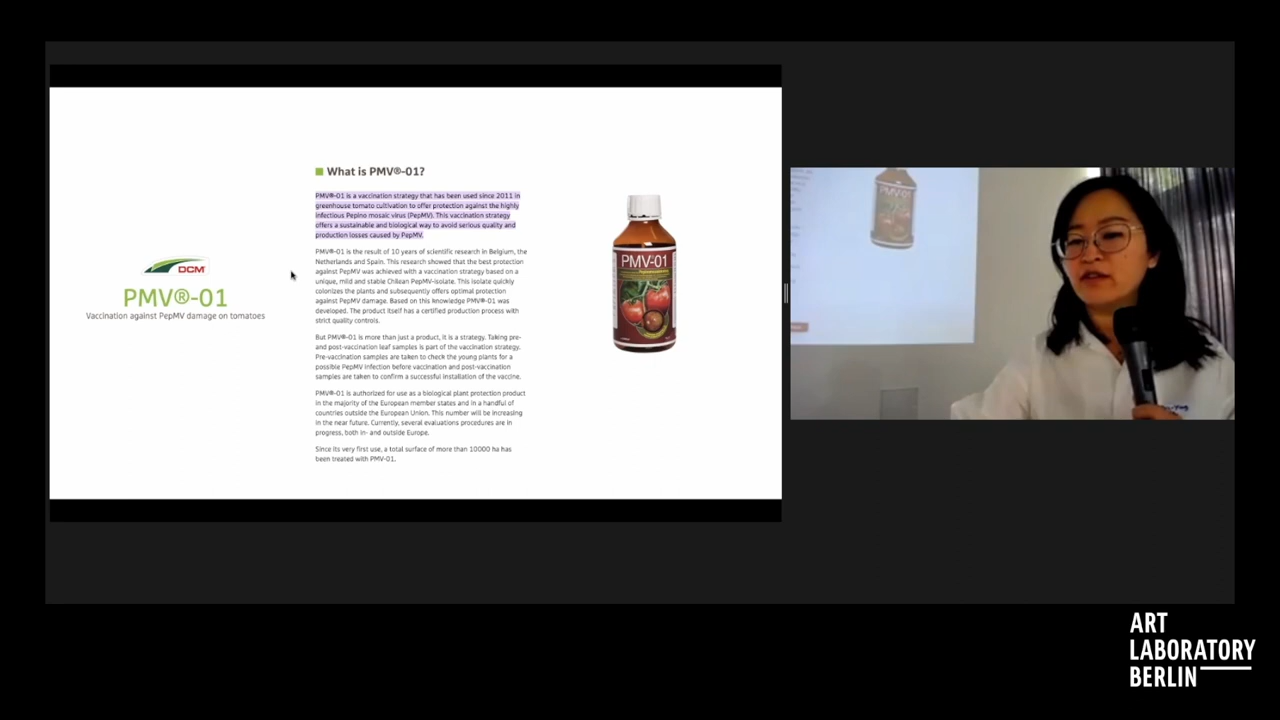 DCM
PMV®-01
Vaccination against PepMV damage on tomatoes
What is PMV®-01?
PMV®-01 is a vaccination strategy that has been used since 2011 in
greenhouse tomato cultivation to offer protection against the highly
infectious Pepino mosaic virus (PepMV). This vaccination strategy
offers a sustainable and biological way to avoid serious quality and
production losses caused by PepMV.
PMV®-01 is the result of 10 years of scientific research in Belgium, the
Netherlands and Spain. This research showed that the best protection
against PepMV was achieved with a vaccination strategy based on a
unique, mild and stable Chilean PepMV-isolate. This isolate quickly
colonizes the plants and subsequently offers optimal protection
against PepMV damage. Based on this knowledge PMV®-01 was
developed. The product itself has a certified production process with
strict quality controls.
But PMV®-01 is more than just a product, it is a strategy. Taking pre-
and post-vaccination leaf samples is part of the vaccination strategy.
Pre-vaccination samples are taken to check the young plants for a
possible PepMV infection before vaccination and post-vaccination
samples are taken to confirm a successful installation of the vaccine.
PMV®-01 is authorized for use as a biological plant protection product
in the majority of the European member states and in a handful of
countries outside the European Union. This number will be increasing
in the near future. Currently, several evaluations procedures are in
progress, both in- and outside Europe.
Since its very first use, a total surface of more than 10000 ha has
been treated with PMV-01.
PMV-01
PMV-01
ART
LABORATORY
BERLIN